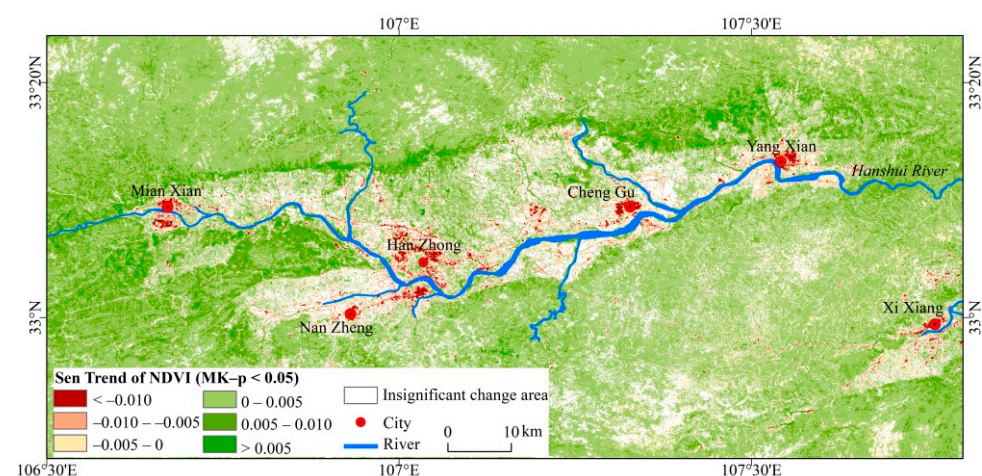 107°E 107°30'E
33°20'N 33°20'N
Yang Xian
Hanshui River
Mian Xian
Cheng Gu
Han Zhong
Xi Xiang
33°N 33°N
Nan Zheng
Sen Trend of NDVI (MK–p < 0.05)
< –0.010 0 – 0.005 Insignificant change area
–0.010 – –0.005 0.005 – 0.010 City
–0.005 – 0 > 0.005 River
0 10 km
106°30'E 107°E 107°30'E